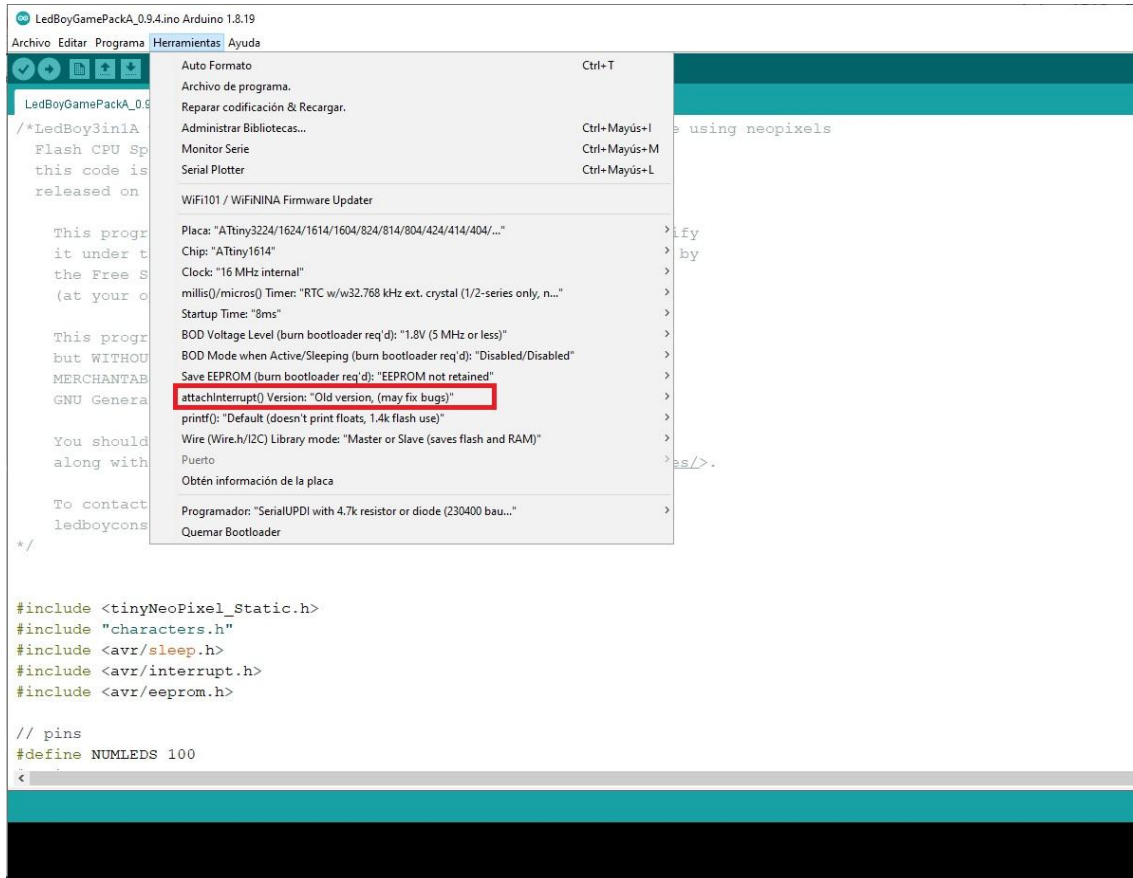 LedBoyGamePackA_0.9.4.ino Arduino 1.8.19
Archivo Editar Programa Herramientas Ayuda
LedBoyGamePackA_0.9
Auto Formato Ctrl+T
Archivo de programa.
Reparar codificación & Recargar.
Administrar Bibliotecas... Ctrl+Mayús+I
Monitor Serie Ctrl+Mayús+M
Serial Plotter Ctrl+Mayús+L
WiFi101 / WiFiNINA Firmware Updater
Placa: "ATtiny3224/1624/1614/1604/824/814/804/424/414/404/..."
Chip: "ATtiny1614"
Clock: "16 MHz internal"
millis()/micros() Timer: "RTC w/w32.768 kHz ext. crystal (1/2-series only, n..."
Startup Time: "8ms"
BOD Voltage Level (burn bootloader req'd): "1.8V (5 MHz or less)"
BOD Mode when Active/Sleeping (burn bootloader req'd): "Disabled/Disabled"
Save EEPROM (burn bootloader req'd): "EEPROM not retained"
attachInterrupt() Version: "Old version, (may fix bugs)"
printf(): "Default (doesn't print floats, 1.4k flash use)"
Wire (Wire.h/I2C) Library mode: "Master or Slave (saves flash and RAM)"
Puerto
Obtén información de la placa
Programador: "SerialUPDI with 4.7k resistor or diode (230400 bau..."
Quemar Bootloader
/*LedBoy3in1A e using neopixels
Flash CPU Sp
this code is
released on
This progr ify
it under t by
the Free S
(at your o
This progr
but WITHOU
MERCHANTAB
GNU Genera
You should
along with es/>.
To contact
ledboycons
*/
#include <tinyNeoPixel_Static.h>
#include "characters.h"
#include <avr/sleep.h>
#include <avr/interrupt.h>
#include <avr/eeprom.h>
// pins
#define NUMLEDS 100